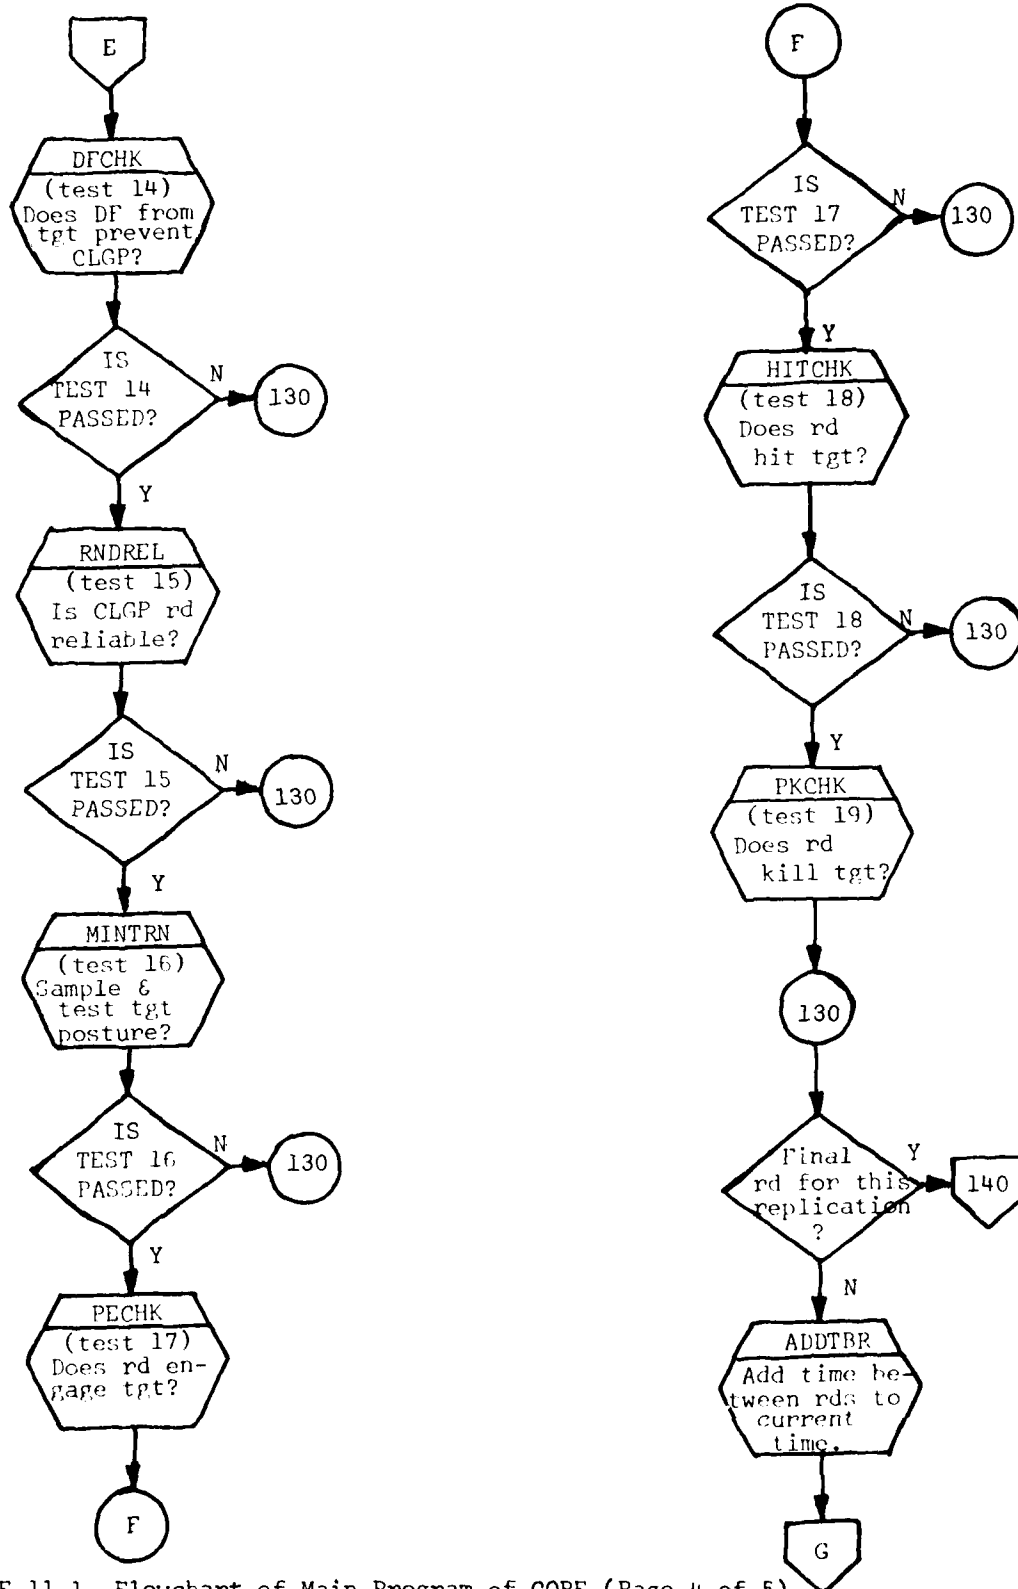 E
DFCHK
(test 14)
Does DF from
tgt prevent
CLGP?
IS
TEST 14
PASSED?
N
130
Y
RNDREL
(test 15)
Is CLGP rd
reliable?
IS
TEST 15
PASSED?
N
130
Y
MINTRN
(test 16)
Sample &
test tgt
posture?
IS
TEST 16
PASSED?
N
130
Y
PECHK
(test 17)
Does rd en-
gage tgt?
F
F
IS
TEST 17
PASSED?
N
130
Y
HITCHK
(test 18)
Does rd
hit tgt?
IS
TEST 18
PASSED?
N
130
Y
PKCHK
(test 19)
Does rd
kill tgt?
130
Final
rd for this
replication
?
Y
140
N
ADDTBR
Add time be-
tween rds to
current
time.
G
11.1 Flowchart of Main Program of COPE (Page 4 of 5)